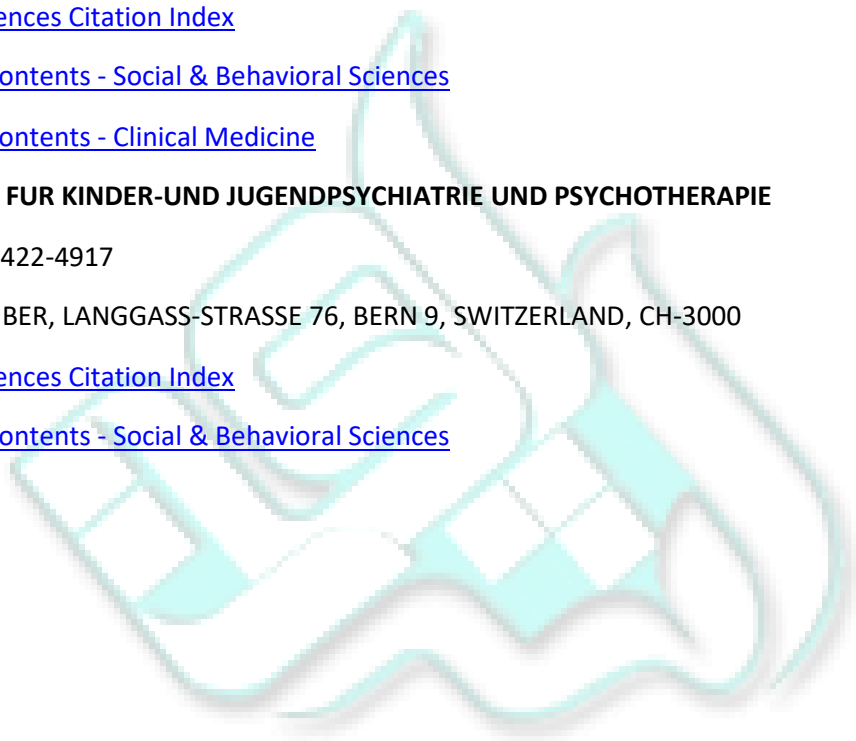 ences Citation Index
ontents - Social & Behavioral Sciences
ontents - Clinical Medicine
FUR KINDER-UND JUGENDPSYCHIATRIE UND PSYCHOTHERAPIE
422-4917
BER, LANGGASS-STRASSE 76, BERN 9, SWITZERLAND, CH-3000
ences Citation Index
ontents - Social & Behavioral Sciences